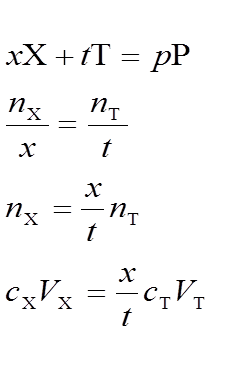 xX + tT = pP
n_X / x = n_T / t
n_X = x / t n_T
c_X V_X = x / t c_T V_T